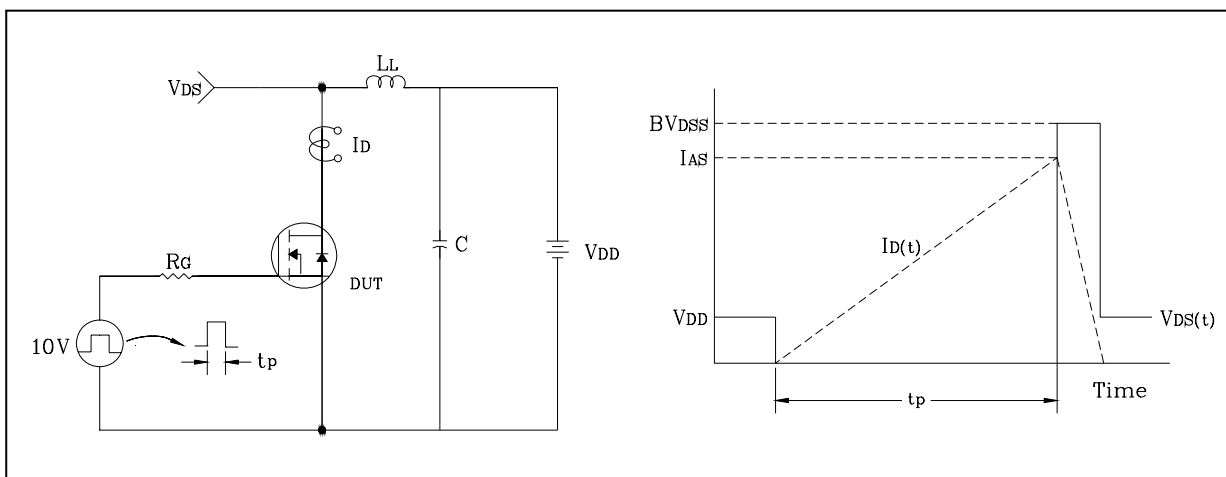 LL
VDS
ID
RG
DUT
C
VDD
10V
tp
BVDSS
IAS
ID(t)
VDD
VDS(t)
Time
tp